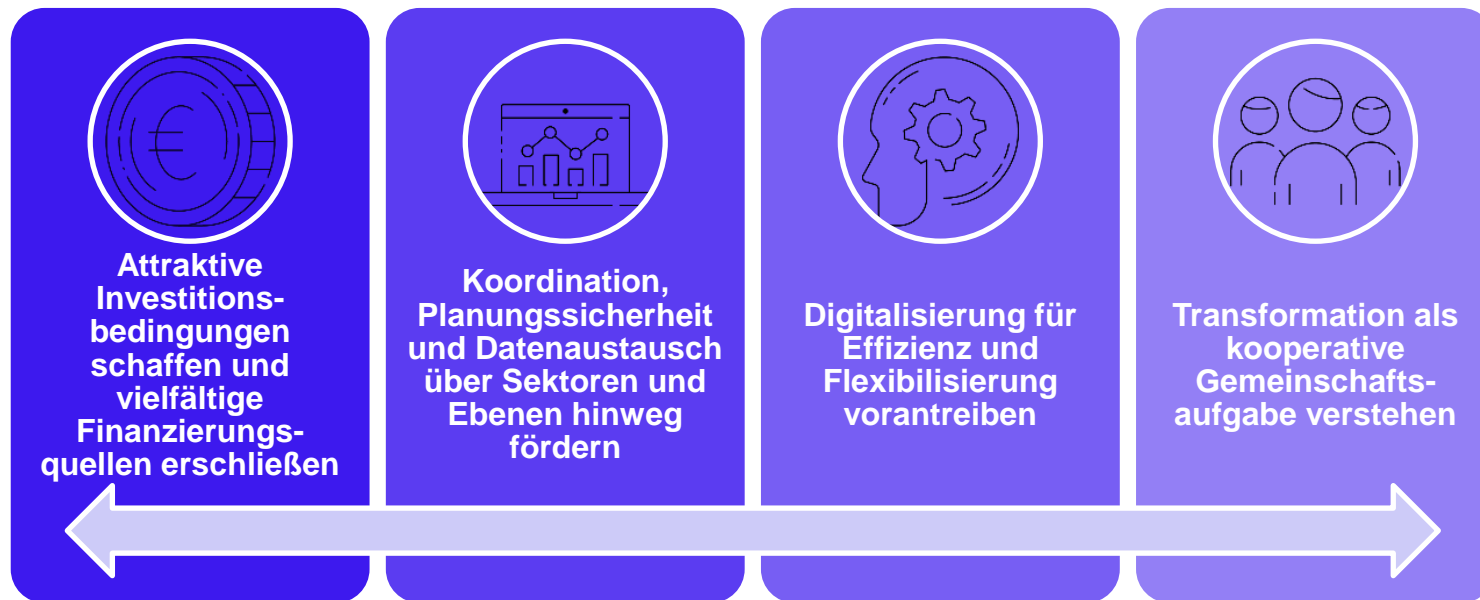 Attraktive
Investitions-
bedingungen
schaffen und
vielfältige
Finanzierungs-
quellen erschließen
Koordination,
Planungssicherheit
und Datenaustausch
über Sektoren und
Ebenen hinweg
fördern
Digitalisierung für
Effizienz und
Flexibilisierung
vorantreiben
Transformation als
kooperative
Gemeinschafts-
aufgabe verstehen